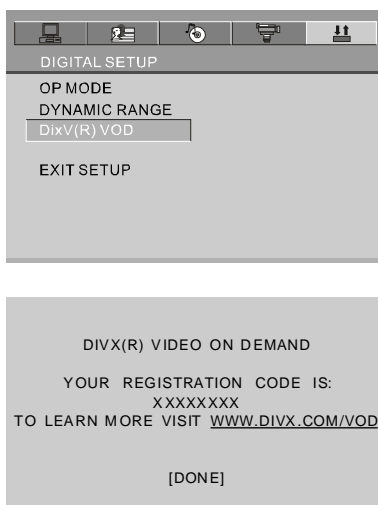 DIGITAL SETUP
OP MODE
DYNAMIC RANGE
DixV(R) VOD
EXIT SETUP
DIVX(R) VIDEO ON DEMAND
YOUR REGISTRATION CODE IS:
XXXXXXXX
TO LEARN MORE VISIT WWW.DIVX.COM/VOD
[DONE]